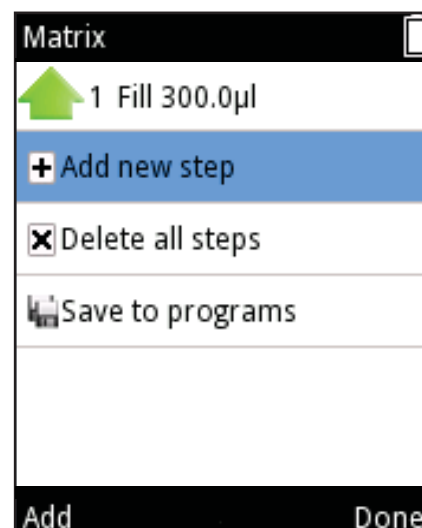 Matrix
1 Fill 300.0µl
Add new step
Delete all steps
Save to programs
Add Done